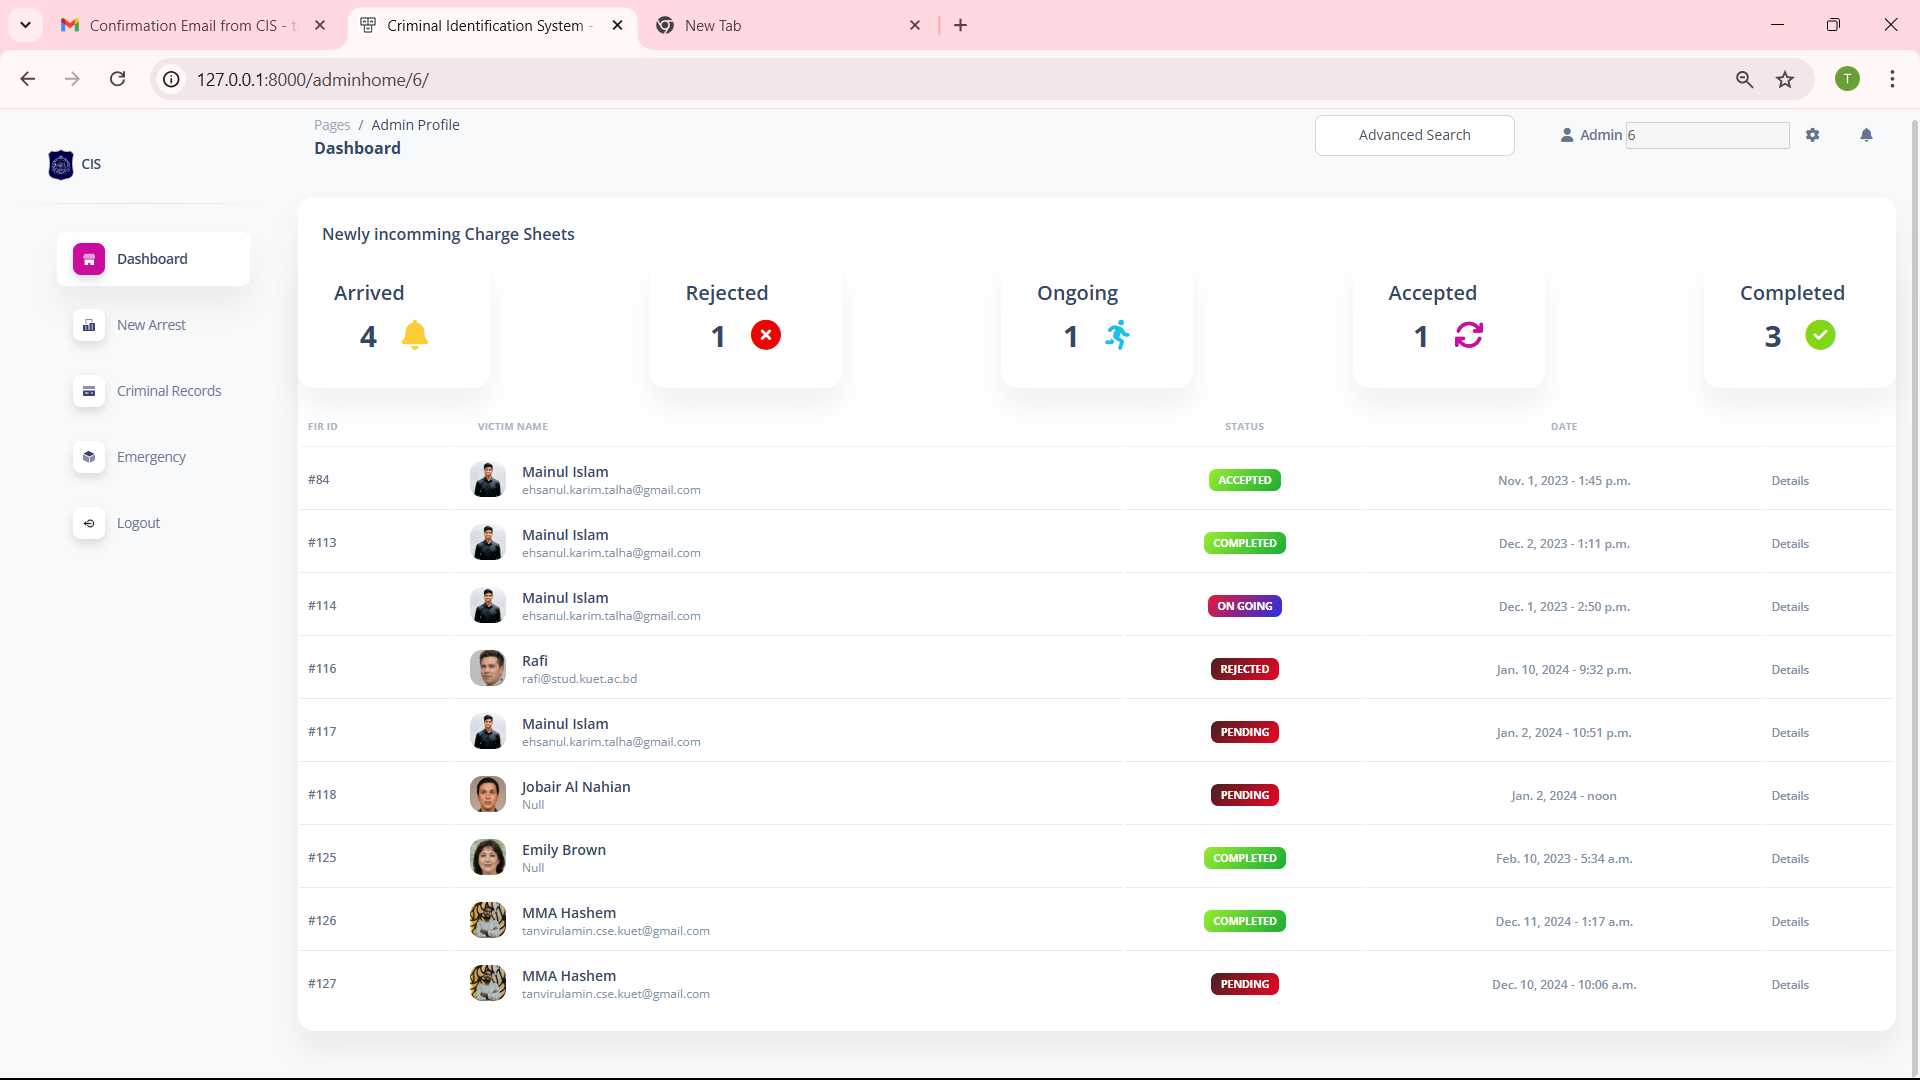 Confirmation Email from CIS - t
Criminal Identification System -
New Tab
127.0.0.1:8000/adminhome/6/
T
Pages / Admin Profile
Dashboard
Advanced Search
Admin 6
CIS
Dashboard
New Arrest
Criminal Records
Emergency
Logout
Newly incomming Charge Sheets
Arrived
4
Rejected
1
Ongoing
1
Accepted
1
Completed
3
FIR ID VICTIM NAME STATUS DATE
#84 Mainul Islam ACCEPTED Nov. 1, 2023 - 1:45 p.m. Details
ehsanul.karim.talha@gmail.com
#113 Mainul Islam COMPLETED Dec. 2, 2023 - 1:11 p.m. Details
ehsanul.karim.talha@gmail.com
#114 Mainul Islam ON GOING Dec. 1, 2023 - 2:50 p.m. Details
ehsanul.karim.talha@gmail.com
#116 Rafi REJECTED Jan. 10, 2024 - 9:32 p.m. Details
rafi@stud.kuet.ac.bd
#117 Mainul Islam PENDING Jan. 2, 2024 - 10:51 p.m. Details
ehsanul.karim.talha@gmail.com
#118 Jobair Al Nahian PENDING Jan. 2, 2024 - noon Details
Null
#125 Emily Brown COMPLETED Feb. 10, 2023 - 5:34 a.m. Details
Null
#126 MMA Hashem COMPLETED Dec. 11, 2024 - 1:17 a.m. Details
tanvirulamin.cse.kuet@gmail.com
#127 MMA Hashem PENDING Dec. 10, 2024 - 10:06 a.m. Details
tanvirulamin.cse.kuet@gmail.com